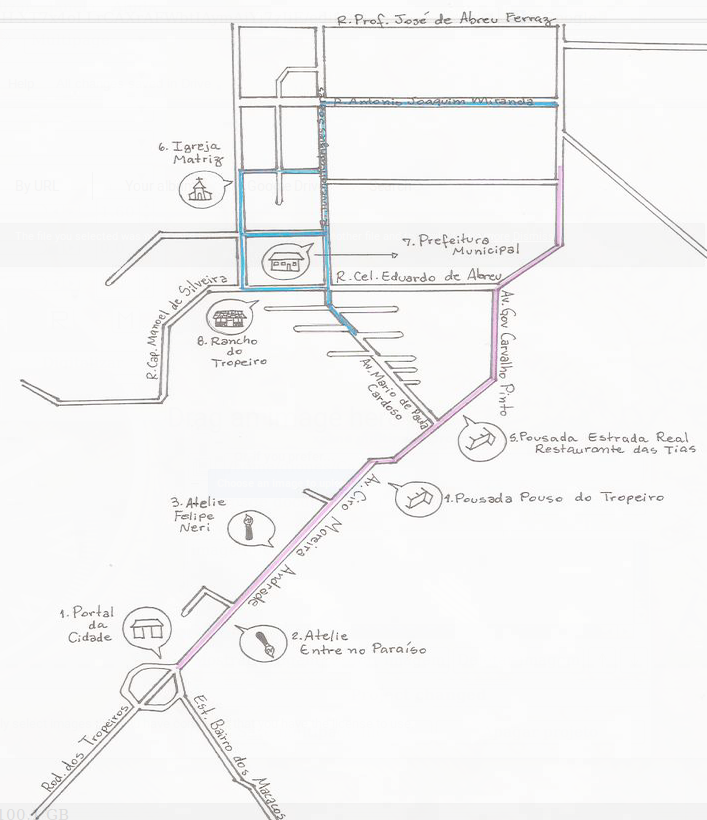 R. Prof. José de Abreu Ferraz
R. Antonio Joaquim Miranda
6. Igreja
Matriz
7. Prefeitura
Municipal
R. Cel. Eduardo de Abreu
R. Cap. Manoel de Silveira
8. Rancho
do
Tropeiro
Av. Gov Carvalho Pinto
Av. Mario de
Cardoso
5. Pousada Estrada Real
Restaurante das Tias
4. Pousada Pouso do Tropeiro
3. Atelie
Felipe
Neri
Av. Ciro Moreira Andrade
1. Portal
da
Cidade
2. Atelie
Entre no Paraíso
Rod. dos Tropeiros
Est. Bairro dos Macacos